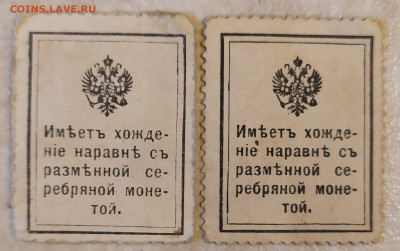 COINS.LAVE.RU
Имѣетъ хожде-
ніе наравнѣ съ
размѣнной се-
ребряной моне-
той.
Имѣетъ хожде-
ніе наравнѣ съ
размѣнной се-
ребряной моне-
той.